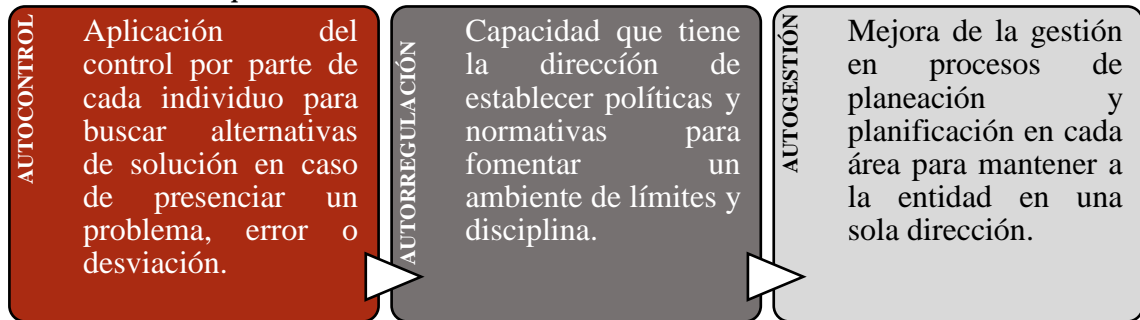 AUTOCONTROL
Aplicación del
control por parte de
cada individuo para
buscar alternativas
de solución en caso
de presenciar un
problema, error o
desviación.
AUTORREGULACIÓN
Capacidad que tiene
la direccíón de
establecer políticas y
normativas para
fomentar un
ambiente de límites y
disciplina.
AUTOGESTIÓN
Mejora de la gestión
en procesos de
planeación y
planificación en cada
área para mantener a
la entidad en una
sola dirección.